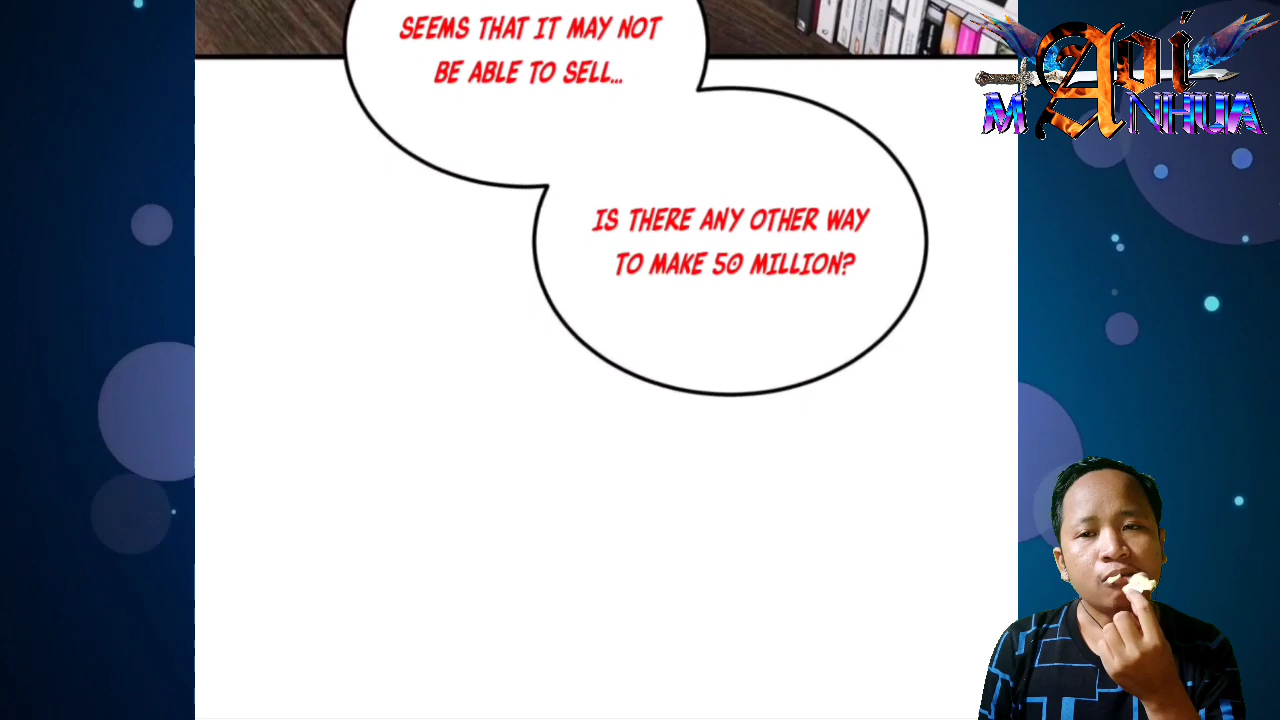 SEEMS THAT IT MAY NOT
BE ABLE TO SELL...
IS THERE ANY OTHER WAY
TO MAKE 50 MILLION?
Aoi
MANHUA